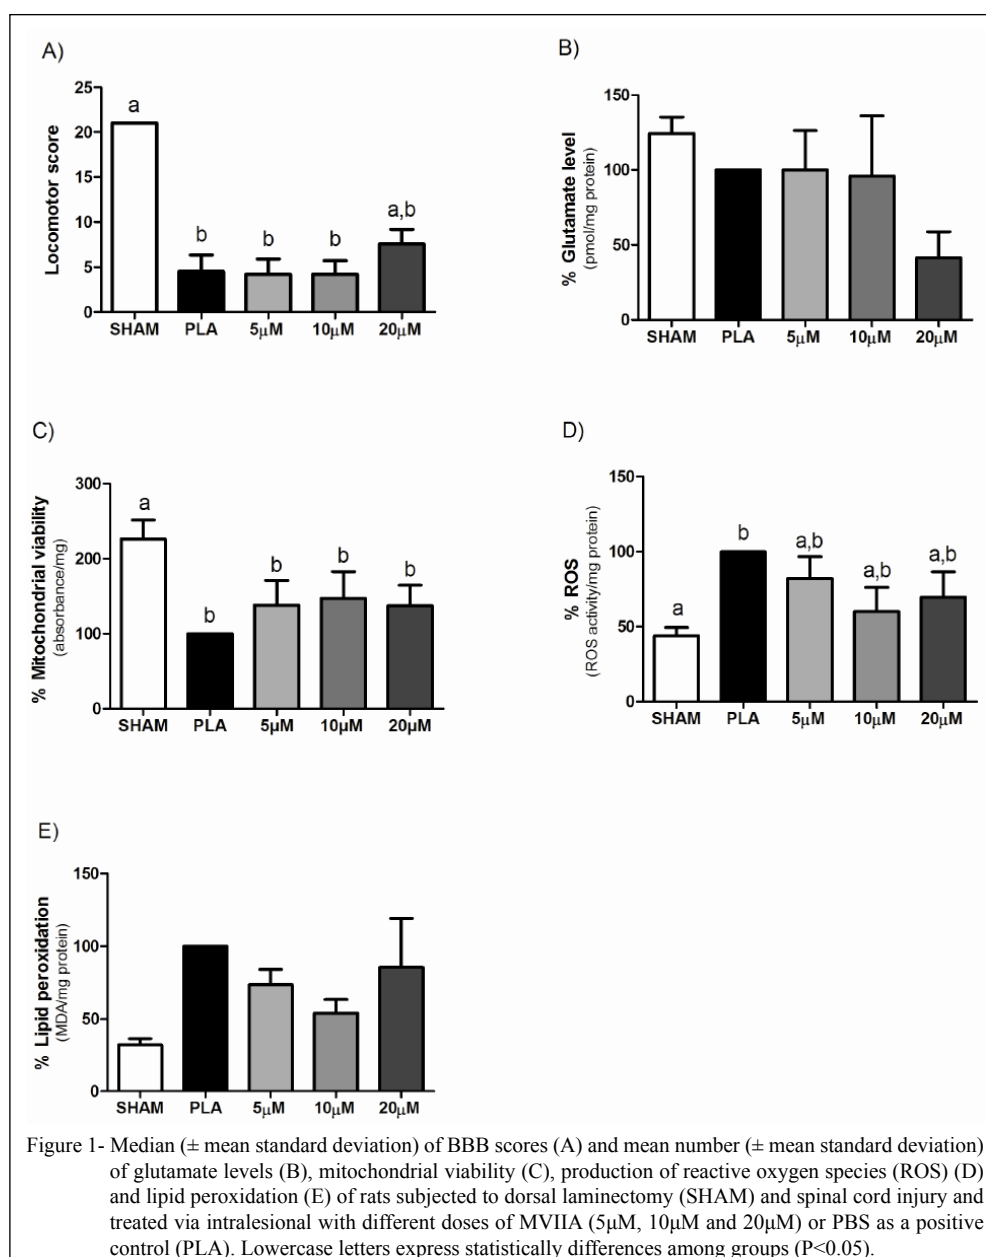 A)
25
20
15
10
5
0
Locomotor score
a
b
b
b
a,b
SHAM PLA 5μM 10μM 20μM
B)
150
100
50
0
% Glutamate level
(pmol/mg protein)
SHAM PLA 5μM 10μM 20μM
C)
300
200
100
0
% Mitochondrial viability
(absorbance/mg)
a
b
b
b
b
SHAM PLA 5µM 10µM 20µM
D)
150
100
50
0
% ROS
(ROS activity/mg protein)
a
b
a,b
a,b
a,b
SHAM PLA 5μM 10μM 20μM
E)
150
100
50
0
% Lipid peroxidation
(MDA/mg protein)
SHAM PLA 5μM 10μM 20μM
Figure 1- Median (± mean standard deviation) of BBB scores (A) and mean number (± mean standard deviation)
of glutamate levels (B), mitochondrial viability (C), production of reactive oxygen species (ROS) (D)
and lipid peroxidation (E) of rats subjected to dorsal laminectomy (SHAM) and spinal cord injury and
treated via intralesional with different doses of MVIIA (5μM, 10μM and 20μM) or PBS as a positive
control (PLA). Lowercase letters express statistically differences among groups (P<0.05).